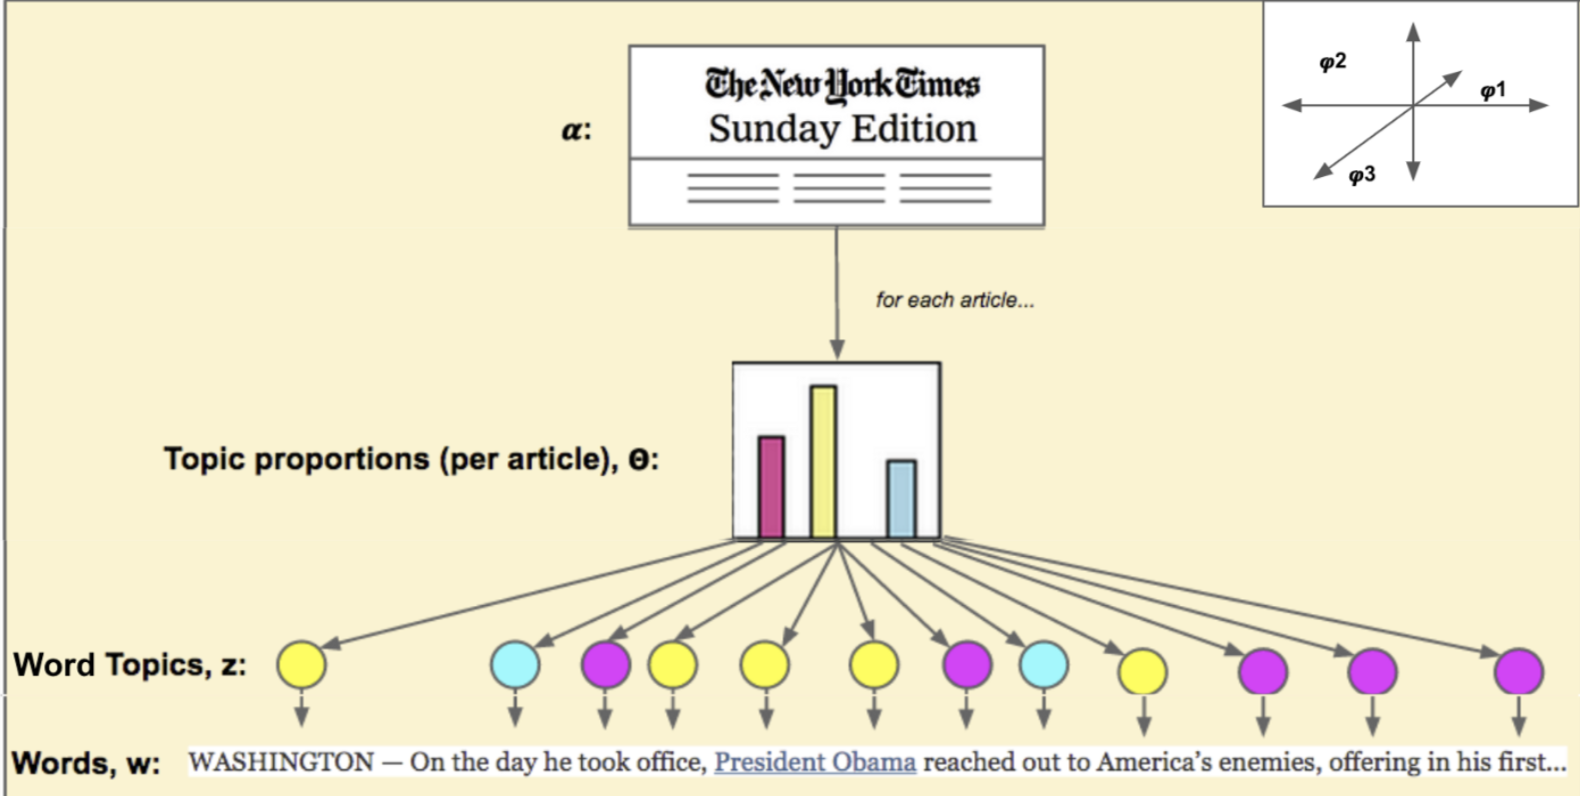 The New York Times
Sunday Edition
α:
φ2
φ1
φ3
for each article...
Topic proportions (per article), Θ:
Word Topics, z:
Words, w: WASHINGTON — On the day he took office, President Obama reached out to America’s enemies, offering in his first...